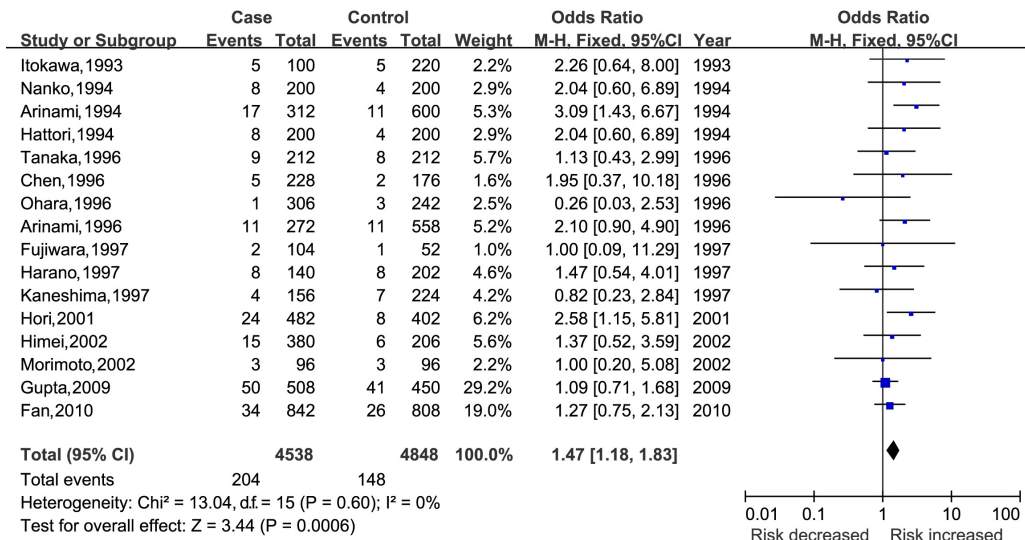 Case Control Odds Ratio Odds Ratio
Study or Subgroup Events Total Events Total Weight M-H, Fixed, 95%CI Year M-H, Fixed, 95%CI
Itokawa,1993 5 100 5 220 2.2% 2.26 [0.64, 8.00] 1993
Nanko,1994 8 200 4 200 2.9% 2.04 [0.60, 6.89] 1994
Arinami,1994 17 312 11 600 5.3% 3.09 [1.43, 6.67] 1994
Hattori,1994 8 200 4 200 2.9% 2.04 [0.60, 6.89] 1994
Tanaka,1996 9 212 8 212 5.7% 1.13 [0.43, 2.99] 1996
Chen,1996 5 228 2 176 1.6% 1.95 [0.37, 10.18] 1996
Ohara,1996 1 306 3 242 2.5% 0.26 [0.03, 2.53] 1996
Arinami,1996 11 272 11 558 5.2% 2.10 [0.90, 4.90] 1996
Fujiwara,1997 2 104 1 52 1.0% 1.00 [0.09, 11.29] 1997
Harano,1997 8 140 8 202 4.6% 1.47 [0.54, 4.01] 1997
Kaneshima,1997 4 156 7 224 4.2% 0.82 [0.23, 2.84] 1997
Hori,2001 24 482 8 402 6.2% 2.58 [1.15, 5.81] 2001
Himei,2002 15 380 6 206 5.6% 1.37 [0.52, 3.59] 2002
Morimoto,2002 3 96 3 96 2.2% 1.00 [0.20, 5.08] 2002
Gupta,2009 50 508 41 450 29.2% 1.09 [0.71, 1.68] 2009
Fan,2010 34 842 26 808 19.0% 1.27 [0.75, 2.13] 2010
Total (95% CI) 4538 4848 100.0% 1.47 [1.18, 1.83]
Total events 204 148
Heterogeneity: Chi² = 13.04, d.f. = 15 (P = 0.60); I² = 0%
Test for overall effect: Z = 3.44 (P = 0.0006)
0.01 0.1 1 10 100
Risk decreased Risk increased